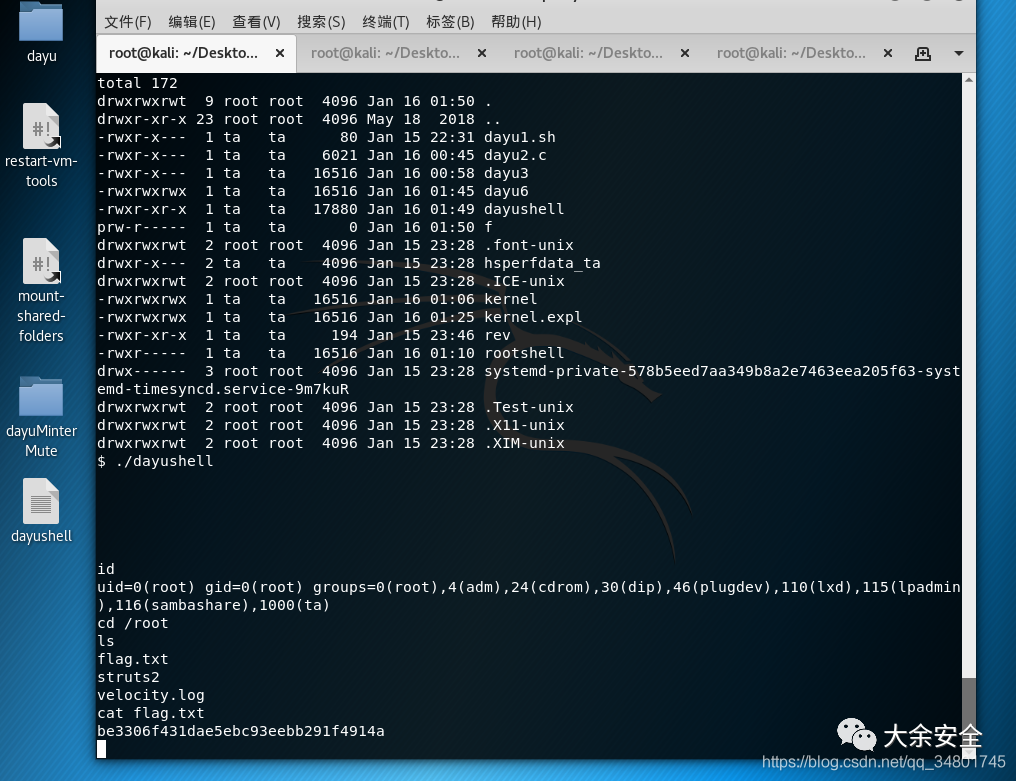 文件(F) 编辑(E) 查看(V) 搜索(S) 终端(T) 标签(B) 帮助(H)
root@kali: ~/Deskto... × root@kali: ~/Deskto... × root@kali: ~/Deskto... × root@kali: ~/Deskto... ×
dayu
#!
restart-vm-
tools
#!
mount-
shared-
folders
dayuMinter
Mute
dayushell
total 172
drwxrwxrwt  9 root root  4096 Jan 16 01:50 .
drwxr-xr-x 23 root root  4096 May 18  2018 ..
-rwxr-x---  1 ta   ta      80 Jan 15 22:31 dayu1.sh
-rwxr-x---  1 ta   ta    6021 Jan 16 00:45 dayu2.c
-rwxr-x---  1 ta   ta   16516 Jan 16 00:58 dayu3
-rwxrwxrwx  1 ta   ta   16516 Jan 16 01:45 dayu6
-rwxr-xr-x  1 ta   ta   17880 Jan 16 01:49 dayushell
prw-r-----  1 ta   ta       0 Jan 16 01:50 f
drwxrwxrwt  2 root root  4096 Jan 15 23:28 .font-unix
drwxr-x---  2 ta   ta    4096 Jan 15 23:28 hsperfdata_ta
drwxrwxrwt  2 root root  4096 Jan 15 23:28 .ICE-unix
-rwxrwxrwx  1 ta   ta   16516 Jan 16 01:06 kernel
-rwxrwxrwx  1 ta   ta   16516 Jan 16 01:25 kernel.expl
-rwxr-xr-x  1 ta   ta     194 Jan 15 23:46 rev
-rwxr-----  1 ta   ta   16516 Jan 16 01:10 rootshell
drwx------  3 root root  4096 Jan 15 23:28 systemd-private-578b5eed7aa349b8a2e7463eea205f63-syst
emd-timesyncd.service-9m7kuR
drwxrwxrwt  2 root root  4096 Jan 15 23:28 .Test-unix
drwxrwxrwt  2 root root  4096 Jan 15 23:28 .X11-unix
drwxrwxrwt  2 root root  4096 Jan 15 23:28 .XIM-unix
$ ./dayushell
id
uid=0(root) gid=0(root) groups=0(root),4(adm),24(cdrom),30(dip),46(plugdev),110(lxd),115(lpadmin
),116(sambashare),1000(ta)
cd /root
ls
flag.txt
struts2
velocity.log
cat flag.txt
be3306f431dae5ebc93eebb291f4914a
大余安全
https://blog.csdn.net/qq_34801745